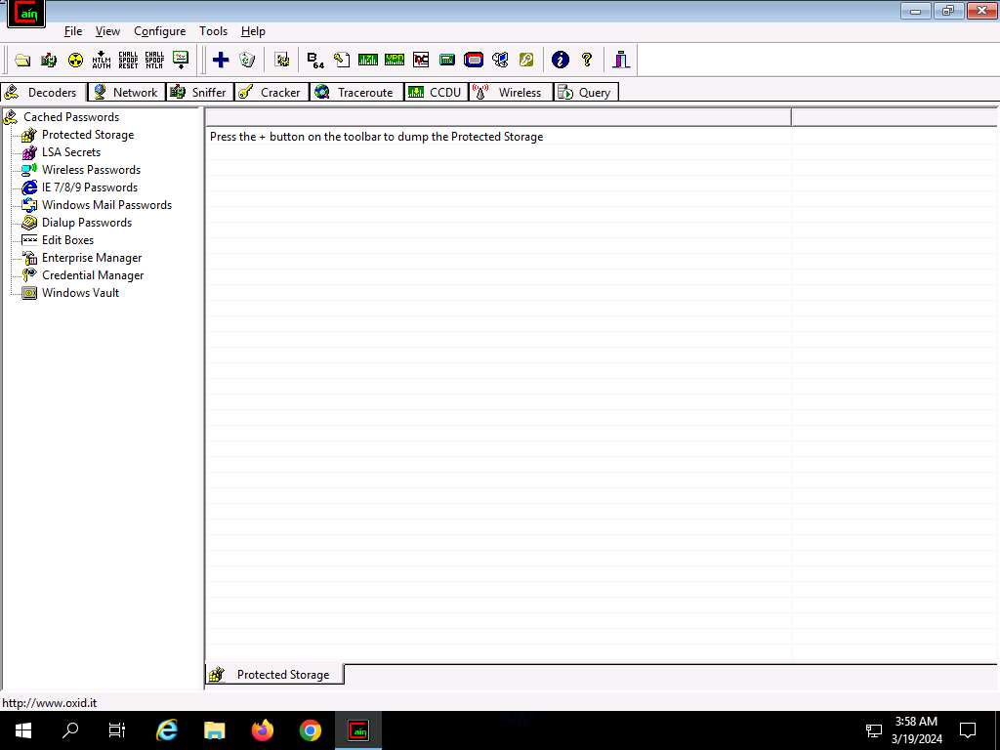 Cain
File View Configure Tools Help
NTLM AUTH CHALL SPOOF RESET CHALL SPOOF NTLM B 64 VPN
Decoders Network Sniffer Cracker Traceroute CCDU Wireless Query
Cached Passwords
Protected Storage
LSA Secrets
Wireless Passwords
IE 7/8/9 Passwords
Windows Mail Passwords
Dialup Passwords
Edit Boxes
Enterprise Manager
Credential Manager
Windows Vault
Press the + button on the toolbar to dump the Protected Storage
Protected Storage
http://www.oxid.it
Cain
3:58 AM
3/19/2024